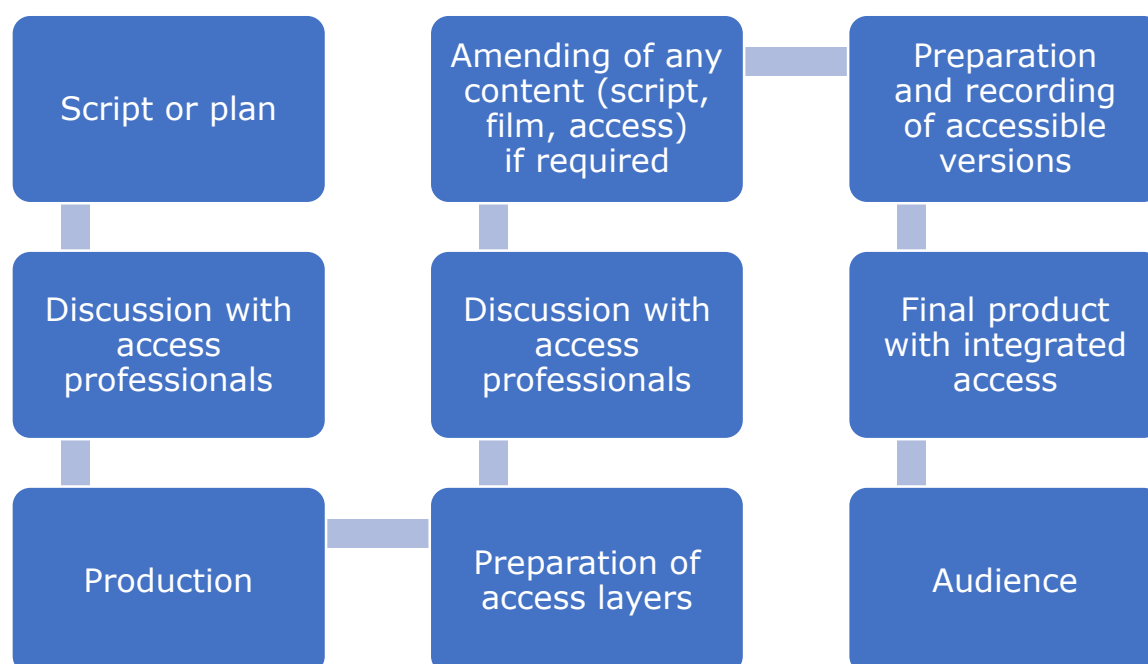 Script or plan
Discussion with
access
professionals
Production
Preparation of
access layers
Discussion with
access
professionals
Amending of any
content (script,
film, access)
if required
Preparation
and recording
of accessible
versions
Final product
with integrated
access
Audience